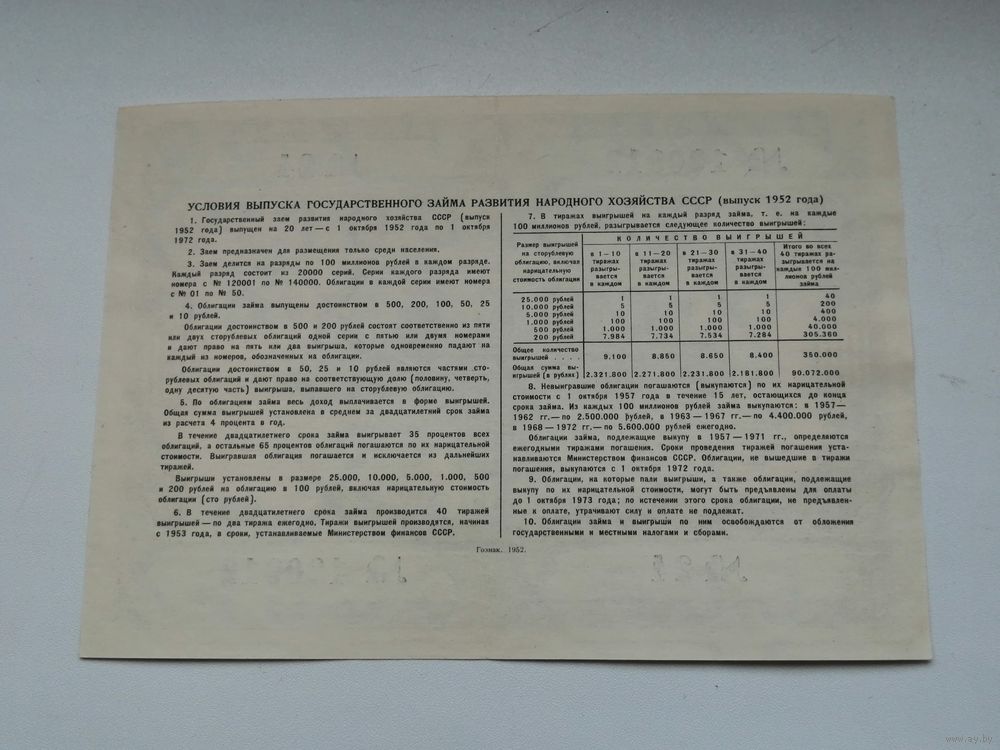 УСЛОВИЯ ВЫПУСКА ГОСУДАРСТВЕННОГО ЗАЙМА РАЗВИТИЯ НАРОДНОГО ХОЗЯЙСТВА СССР (выпуск 1952 года)
1. Государственный заем развития народного хозяйства СССР (выпуск
1952 года) выпущен на 20 лет — с 1 октября 1952 года по 1 октября
1972 года.
2. Заем предназначен для размещения только среди населения.
3. Заем делится на разряды по 100 миллионов рублей в каждом разряде.
Каждый разряд состоит из 20000 серий. Серии каждого разряда имеют
номера с № 120001 по № 140000. Облигации в каждой серии имеют номера
с № 01 по № 50.
4. Облигации займа выпущены достоинством в 500, 200, 100, 50, 25
и 10 рублей.
Облигации достоинством в 500 и 200 рублей состоят соответственно из пяти
или двух сторублевых облигаций одной серии с пятью или двумя номерами
и дают право на пять или два выигрыша, которые одновременно падают на
каждый из номеров, обозначенных на облигации.
Облигации достоинством в 50, 25 и 10 рублей являются частями сто-
рублевых облигаций и дают право на соответствующую долю (половину, четверть,
одну десятую часть) выигрыша, выпавшего на сторублевую облигацию.
5. По облигациям займа весь доход выплачивается в форме выигрышей.
Общая сумма выигрышей установлена в среднем за двадцатилетний срок займа
из расчета 4 процента в год.
В течение двадцатилетнего срока займа выигрывает 35 процентов всех
облигаций, а остальные 65 процентов облигаций погашаются по их нарицательной
стоимости. Выигравшая облигация погашается и исключается из дальнейших
тиражей.
Выигрыши установлены в размере 25.000, 10.000, 5.000, 1.000, 500
и 200 рублей на облигацию в 100 рублей, включая нарицательную стоимость
облигации (сто рублей).
6. В течение двадцатилетнего срока займа производится 40 тиражей
выигрышей — по два тиража ежегодно. Тиражи выигрышей производятся, начиная
с 1953 года, в сроки, устанавливаемые Министерством финансов СССР.
7. В тиражах выигрышей на каждый разряд займа, т. е. на каждые
100 миллионов рублей, разыгрывается следующее количество выигрышей:
Размер выигрышей
на сторублевую
облигацию, включая
нарицательную
стоимость облигации
КОЛИЧЕСТВО ВЫИГРЫШЕЙ
в 1—10
тиражах
разыгры-
вается
в каждом
в 11—20
тиражах
разыгры-
вается
в каждом
в 21—30
тиражах
разыгры-
вается
в каждом
в 31—40
тиражах
разыгры-
вается
в каждом
Итого во всех
40 тиражах ра-
зыгрывается на
каждые 100 мил-
лионов рублей
займа
25.000 рублей 1 1 1 1 40
10.000 рублей 5 5 5 5 200
5.000 рублей 10 10 10 10 400
1.000 рублей 100 100 100 100 4.000
500 рублей 1.000 1.000 1.000 1.000 40.000
200 рублей 7.984 7.734 7.534 7.284 305.360
Общее количество
выигрышей . . . . 9.100 8.850 8.650 8.400 350.000
Общая сумма вы-
игрышей (в рублях) 2.321.800 2.271.800 2.231.800 2.181.800 90.072.000
8. Невыигравшие облигации погашаются (выкупаются) по их нарицательной
стоимости с 1 октября 1957 года в течение 15 лет, остающихся до конца
срока займа. Из каждых 100 миллионов рублей займа выкупаются: в 1957—
1962 гг.— по 2.500.000 рублей, в 1963 — 1967 гг.— по 4.400.000 рублей,
в 1968 — 1972 гг.— по 5.600.000 рублей ежегодно.
Облигации займа, подлежащие выкупу в 1957 — 1971 гг., определяются
ежегодными тиражами погашения. Сроки проведения тиражей погашения уста-
навливаются Министерством финансов СССР. Облигации, не вышедшие в тиражи
погашения, выкупаются с 1 октября 1972 года.
9. Облигации, на которые пали выигрыши, а также облигации, подлежащие
выкупу по их нарицательной стоимости, могут быть предъявлены для оплаты
до 1 октября 1973 года; по истечении этого срока облигации, не предъявлен-
ные к оплате, утрачивают силу и оплате не подлежат.
10. Облигации займа и выигрыши по ним освобождаются от обложения
государственными и местными налогами и сборами.
Гознак. 1952.
www.ay.by